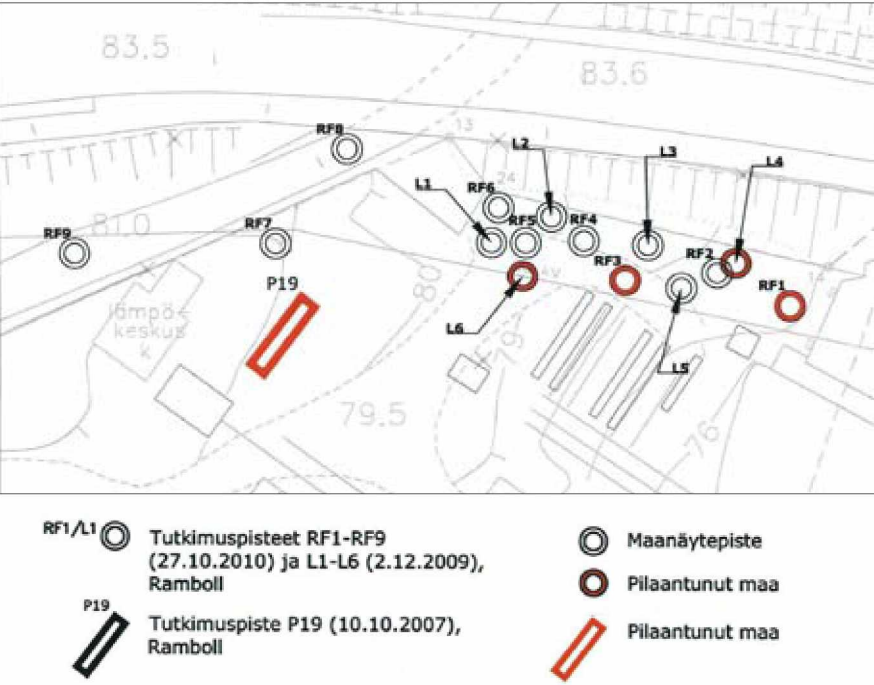 83.5
83.6
RF8
13
L2
L3
L4
L1
RF6
24
RF9
81.0
RF7
RF5
RF4
RF3
RF2
RF1
14
P19
80
lämpö-
keskus
k
L6
79
L5
79.5
76
RF1/L1
Tutkimuspisteet RF1-RF9
(27.10.2010) ja L1-L6 (2.12.2009),
Ramboll
Maanäytepiste
Pilaantunut maa
P19
Tutkimuspiste P19 (10.10.2007),
Ramboll
Pilaantunut maa